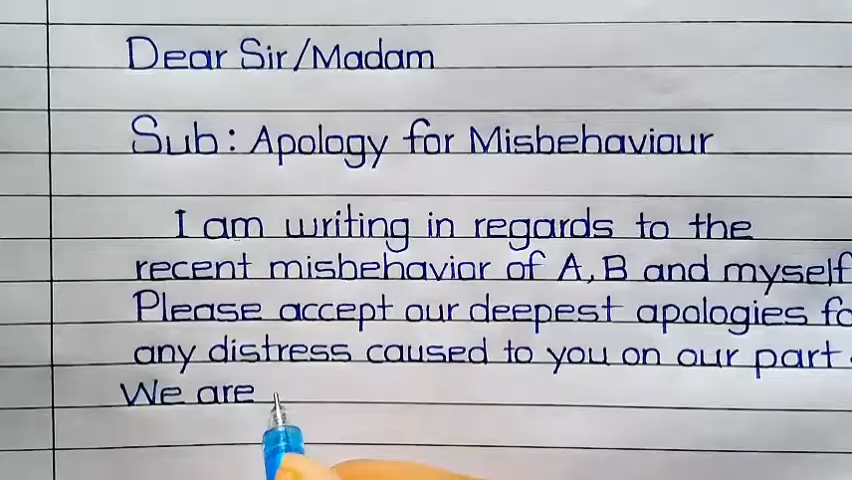 Dear Sir/Madam
Sub: Apology for Misbehaviour
I am writing in regards to the
recent misbehavior of A, B and myself
Please accept our deepest apologies fo
any distress caused to you on our part.
We are